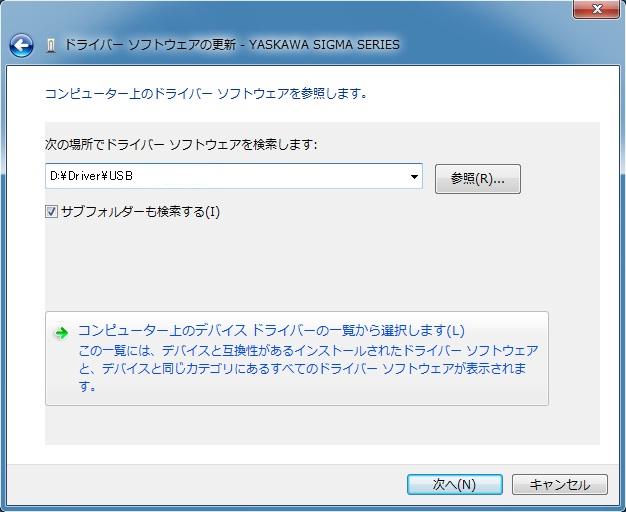 ドライバー ソフトウェアの更新 - YASKAWA SIGMA SERIES
コンピューター上のドライバー ソフトウェアを参照します。
次の場所でドライバー ソフトウェアを検索します:
D:¥Driver¥USB
参照(R)...
サブフォルダーも検索する(I)
コンピューター上のデバイス ドライバーの一覧から選択します(L)
この一覧には、デバイスと互換性があるインストールされたドライバー ソフトウェア
と、デバイスと同じカテゴリにあるすべてのドライバー ソフトウェアが表示されま
す。
次へ(N)
キャンセル